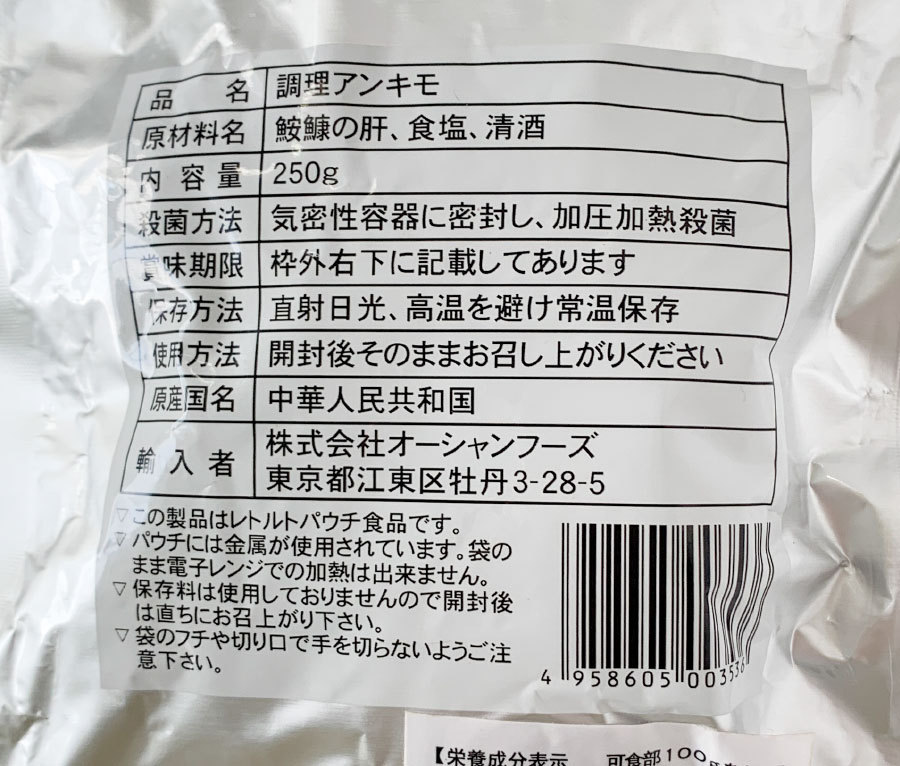 品名 調理アンキモ
原材料名 鮟鱇の肝、食塩、清酒
内容量 250g
殺菌方法 気密性容器に密封し、加圧加熱殺菌
賞味期限 枠外右下に記載してあります
保存方法 直射日光、高温を避け常温保存
使用方法 開封後そのままお召し上がりください
原産国名 中華人民共和国
輸入者 株式会社オーシャンフーズ
東京都江東区牡丹3-28-5
▽この製品はレトルトパウチ食品です。
▽パウチには金属が使用されています。袋の
まま電子レンジでの加熱は出来ません。
▽保存料は使用しておりませんので開封後
は直ちにお召上がり下さい。
▽袋のフチや切り口で手を切らないようご注
意下さい。
4 958605 003536
【栄養成分表示 可食部100g